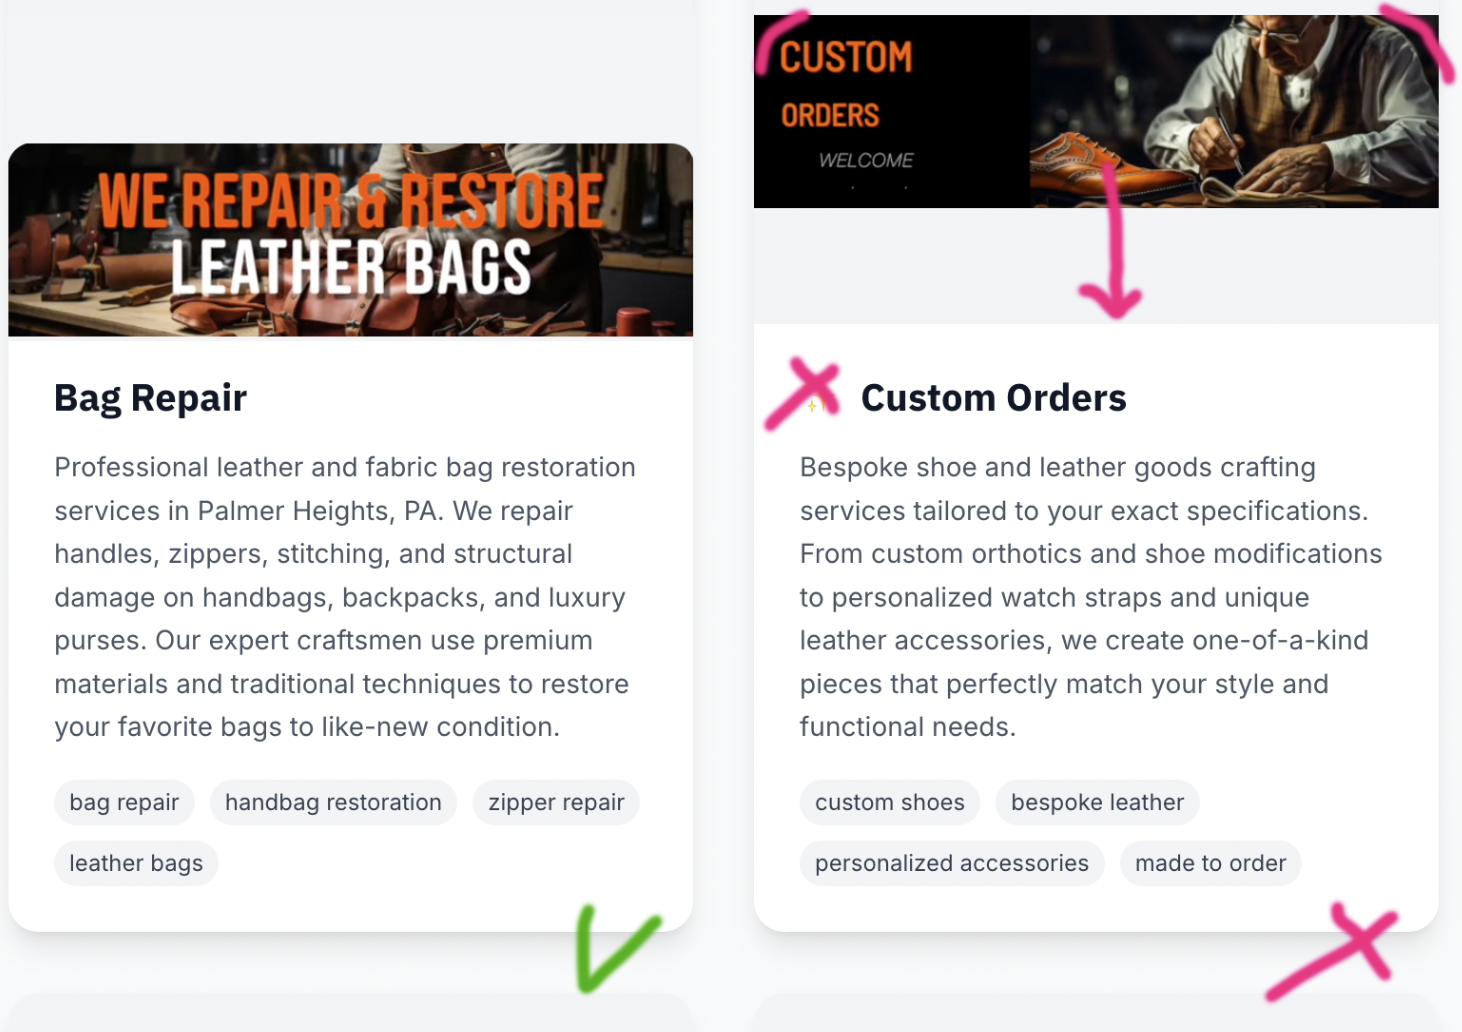 WE REPAIR & RESTORE
LEATHER BAGS
Bag Repair
Professional leather and fabric bag restoration
services in Palmer Heights, PA. We repair
handles, zippers, stitching, and structural
damage on handbags, backpacks, and luxury
purses. Our expert craftsmen use premium
materials and traditional techniques to restore
your favorite bags to like-new condition.
bag repair
handbag restoration
zipper repair
leather bags
CUSTOM
ORDERS
WELCOME
Custom Orders
Bespoke shoe and leather goods crafting
services tailored to your exact specifications.
From custom orthotics and shoe modifications
to personalized watch straps and unique
leather accessories, we create one-of-a-kind
pieces that perfectly match your style and
functional needs.
custom shoes
bespoke leather
personalized accessories
made to order